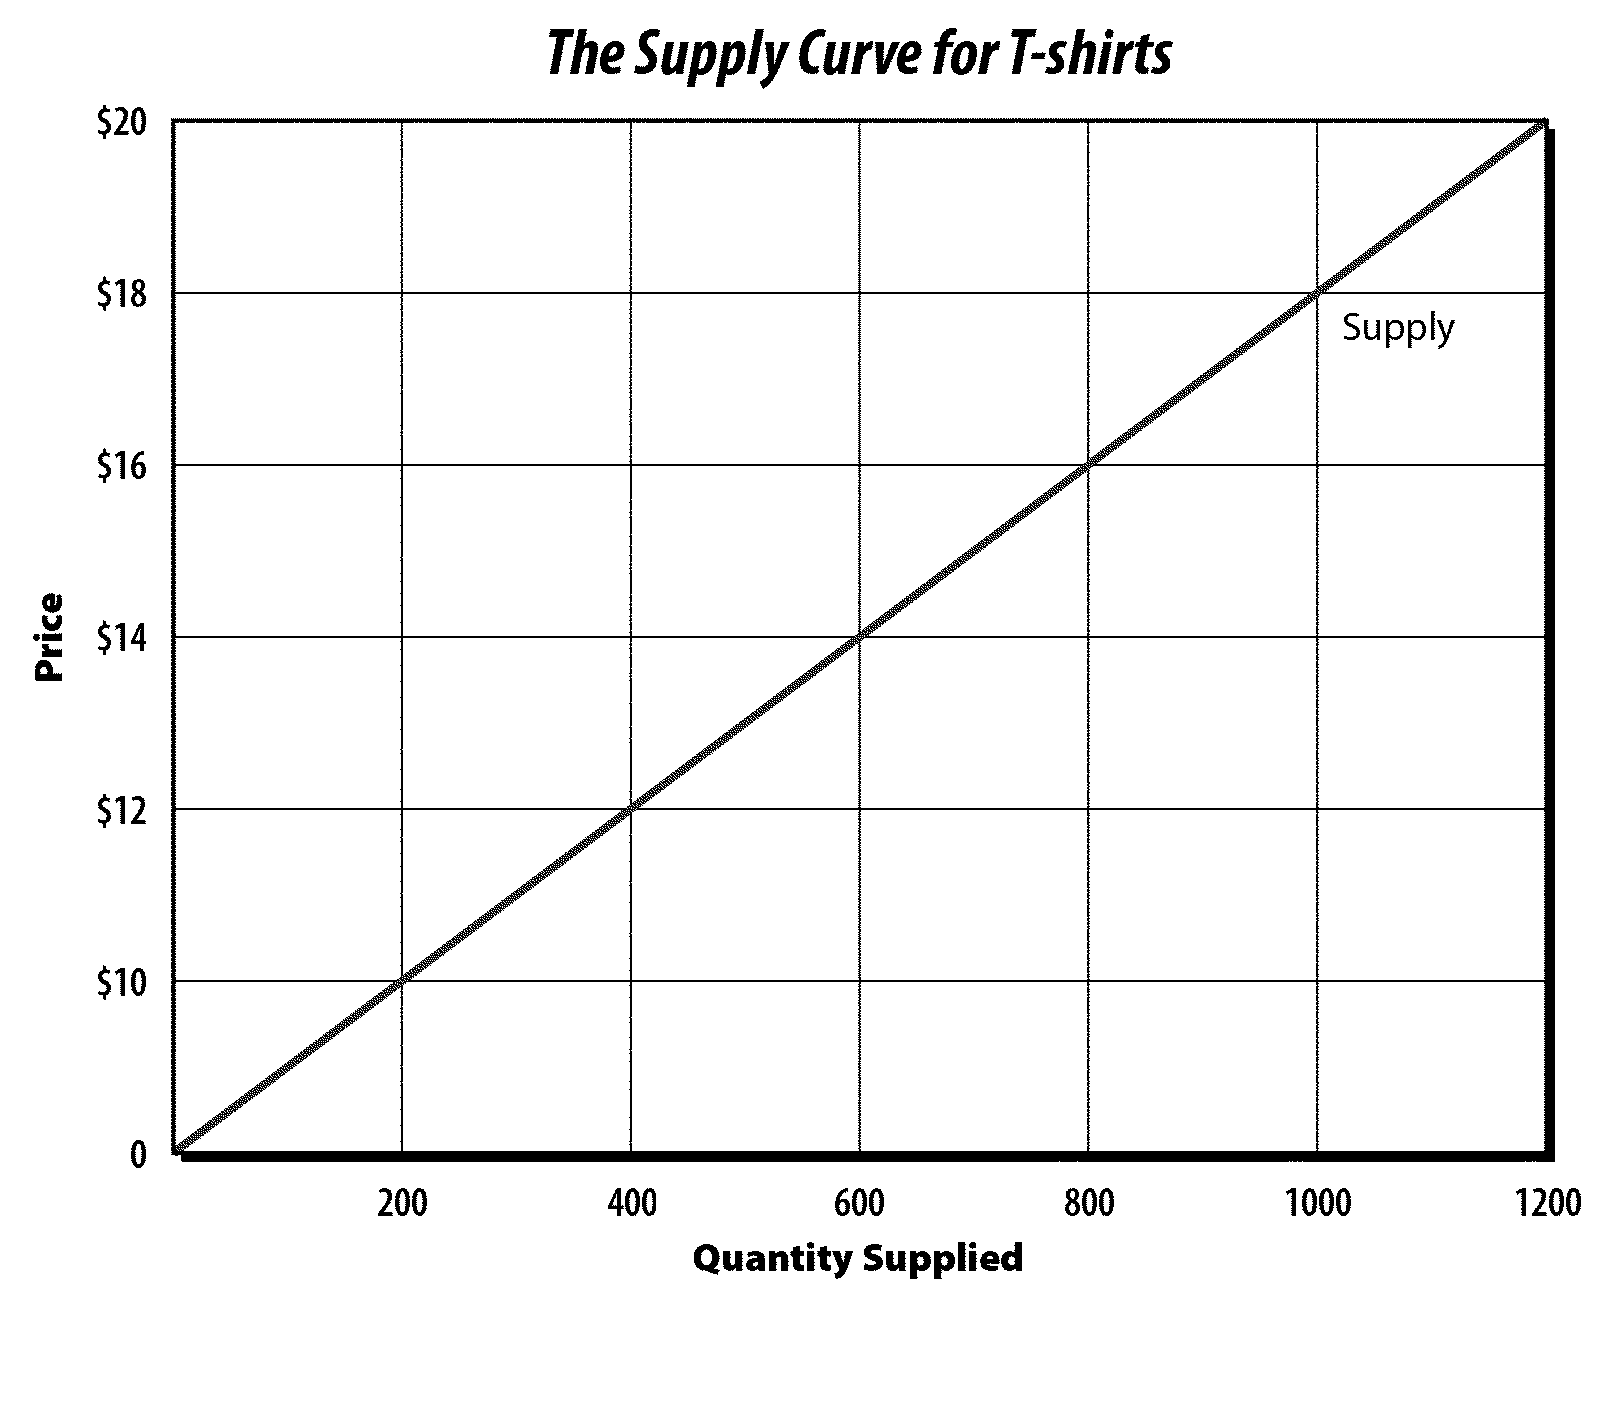 The Supply Curve for T-shirts
$20
$18
Supply
$16
$14
Price
$12
$10
0
200 400 600 800 1000 1200
Quantity Supplied